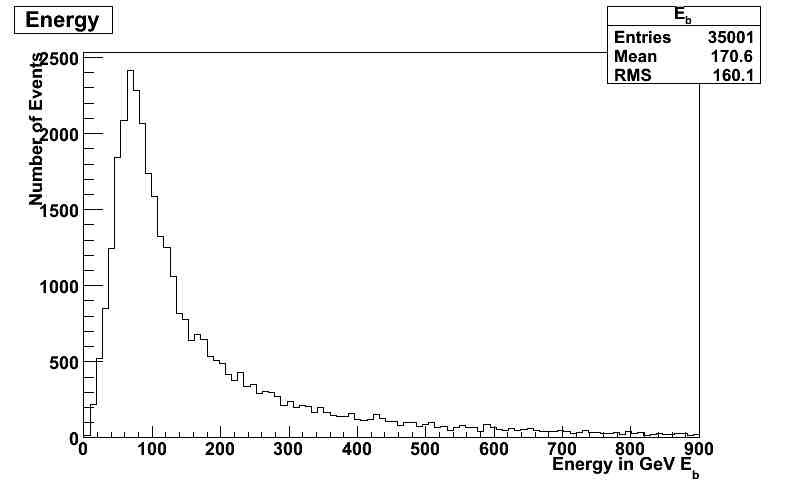 Energy
E_b
Entries 35001
Mean 170.6
RMS 160.1
Number of Events
2500
2000
1500
1000
500
0
0 100 200 300 400 500 600 700 800 900
Energy in GeV E_b